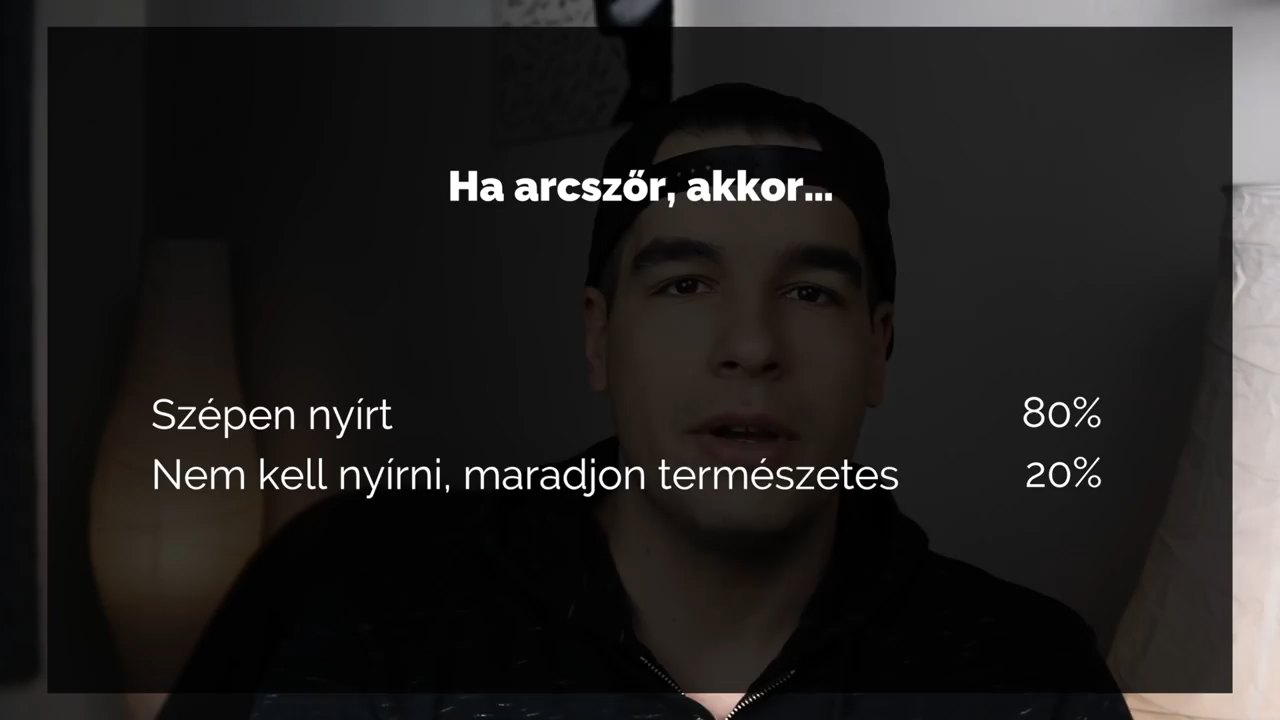 Ha arcszőr, akkor...
Szépen nyírt 80%
Nem kell nyírni, maradjon természetes 20%